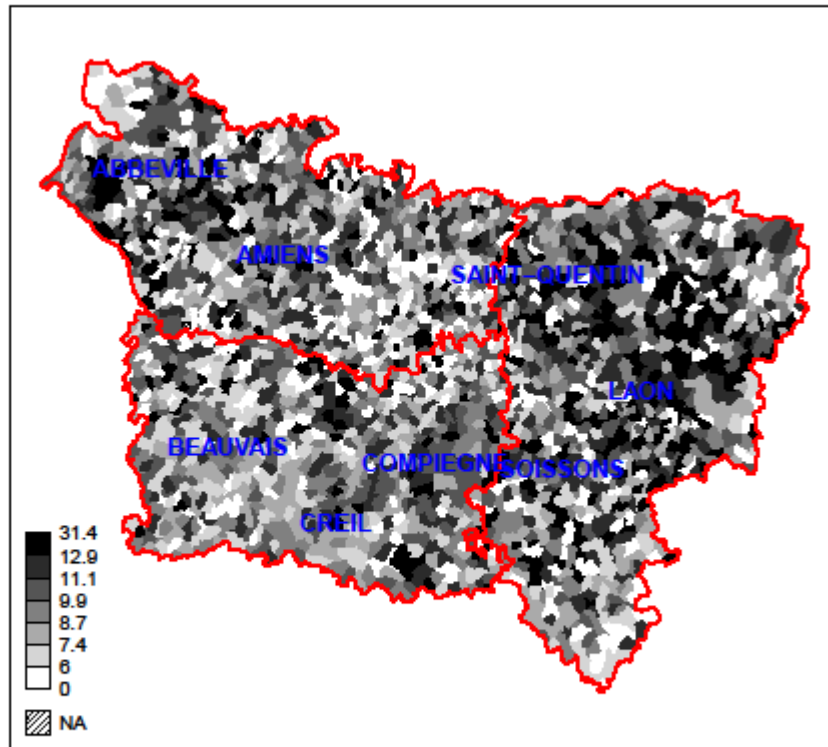 ABBEVILLE
AMIENS
SAINT-QUENTIN
LAON
BEAUVAIS
COMPIEGNE
SOISSONS
CREIL
31.4
12.9
11.1
9.9
8.7
7.4
6
0
NA